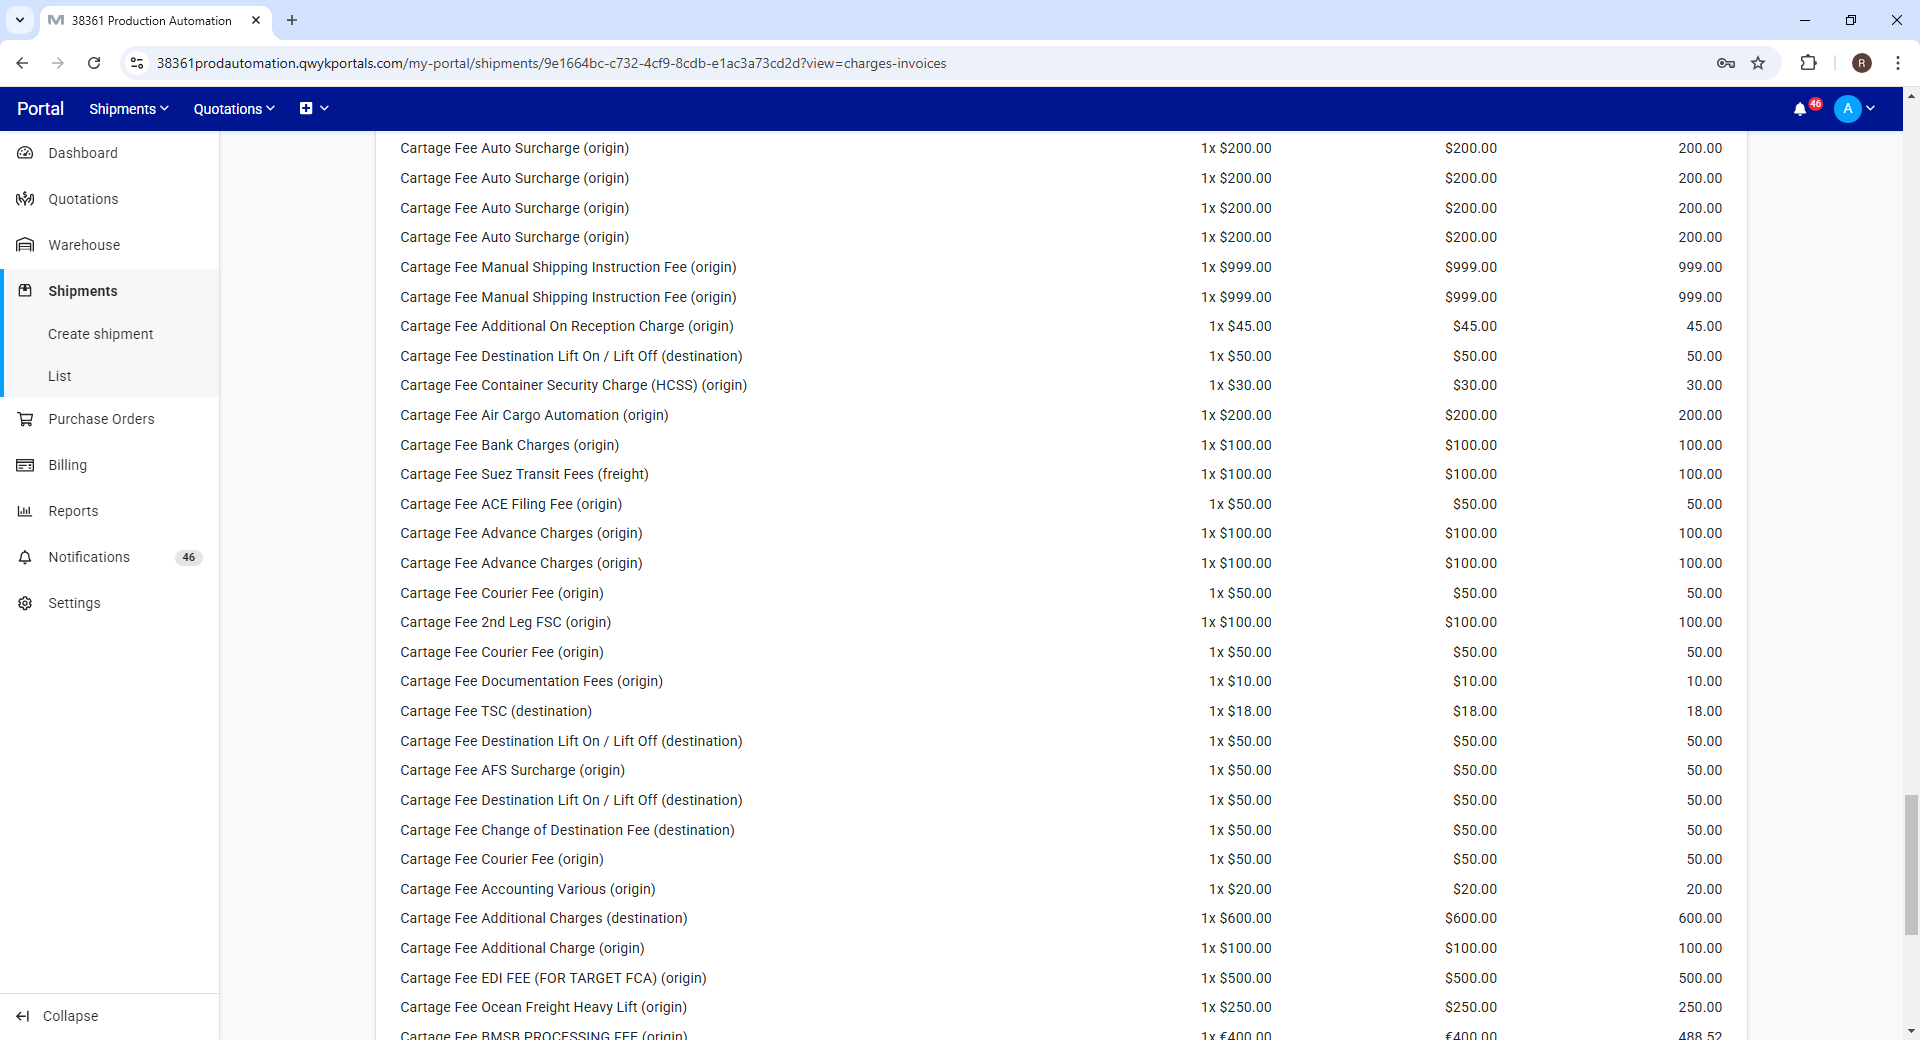 38361 Production Automation
38361prodautomation.qwykportals.com/my-portal/shipments/9e1664bc-c732-4cf9-8cdb-e1ac3a73cd2d?view=charges-invoices
R
Portal
Shipments
Quotations
46
A
Dashboard
Quotations
Warehouse
Shipments
Create shipment
List
Purchase Orders
Billing
Reports
Notifications 46
Settings
Collapse
Cartage Fee Auto Surcharge (origin) 1x $200.00 $200.00 200.00
Cartage Fee Auto Surcharge (origin) 1x $200.00 $200.00 200.00
Cartage Fee Auto Surcharge (origin) 1x $200.00 $200.00 200.00
Cartage Fee Auto Surcharge (origin) 1x $200.00 $200.00 200.00
Cartage Fee Manual Shipping Instruction Fee (origin) 1x $999.00 $999.00 999.00
Cartage Fee Manual Shipping Instruction Fee (origin) 1x $999.00 $999.00 999.00
Cartage Fee Additional On Reception Charge (origin) 1x $45.00 $45.00 45.00
Cartage Fee Destination Lift On / Lift Off (destination) 1x $50.00 $50.00 50.00
Cartage Fee Container Security Charge (HCSS) (origin) 1x $30.00 $30.00 30.00
Cartage Fee Air Cargo Automation (origin) 1x $200.00 $200.00 200.00
Cartage Fee Bank Charges (origin) 1x $100.00 $100.00 100.00
Cartage Fee Suez Transit Fees (freight) 1x $100.00 $100.00 100.00
Cartage Fee ACE Filing Fee (origin) 1x $50.00 $50.00 50.00
Cartage Fee Advance Charges (origin) 1x $100.00 $100.00 100.00
Cartage Fee Advance Charges (origin) 1x $100.00 $100.00 100.00
Cartage Fee Courier Fee (origin) 1x $50.00 $50.00 50.00
Cartage Fee 2nd Leg FSC (origin) 1x $100.00 $100.00 100.00
Cartage Fee Courier Fee (origin) 1x $50.00 $50.00 50.00
Cartage Fee Documentation Fees (origin) 1x $10.00 $10.00 10.00
Cartage Fee TSC (destination) 1x $18.00 $18.00 18.00
Cartage Fee Destination Lift On / Lift Off (destination) 1x $50.00 $50.00 50.00
Cartage Fee AFS Surcharge (origin) 1x $50.00 $50.00 50.00
Cartage Fee Destination Lift On / Lift Off (destination) 1x $50.00 $50.00 50.00
Cartage Fee Change of Destination Fee (destination) 1x $50.00 $50.00 50.00
Cartage Fee Courier Fee (origin) 1x $50.00 $50.00 50.00
Cartage Fee Accounting Various (origin) 1x $20.00 $20.00 20.00
Cartage Fee Additional Charges (destination) 1x $600.00 $600.00 600.00
Cartage Fee Additional Charge (origin) 1x $100.00 $100.00 100.00
Cartage Fee EDI FEE (FOR TARGET FCA) (origin) 1x $500.00 $500.00 500.00
Cartage Fee Ocean Freight Heavy Lift (origin) 1x $250.00 $250.00 250.00
Cartage Fee BMSB PROCESSING FEE (origin) 1x €400.00 €400.00 488.52